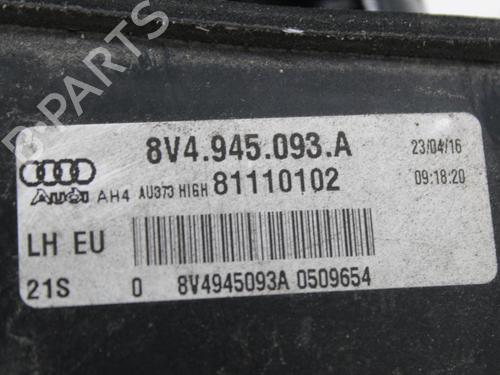 B-PARTS
8V4.945.093.A 23/04/16
Audi AH4 AU373 HIGH 81110102 09:18:20
LH EU
21S 0 8V4945093A 0509654